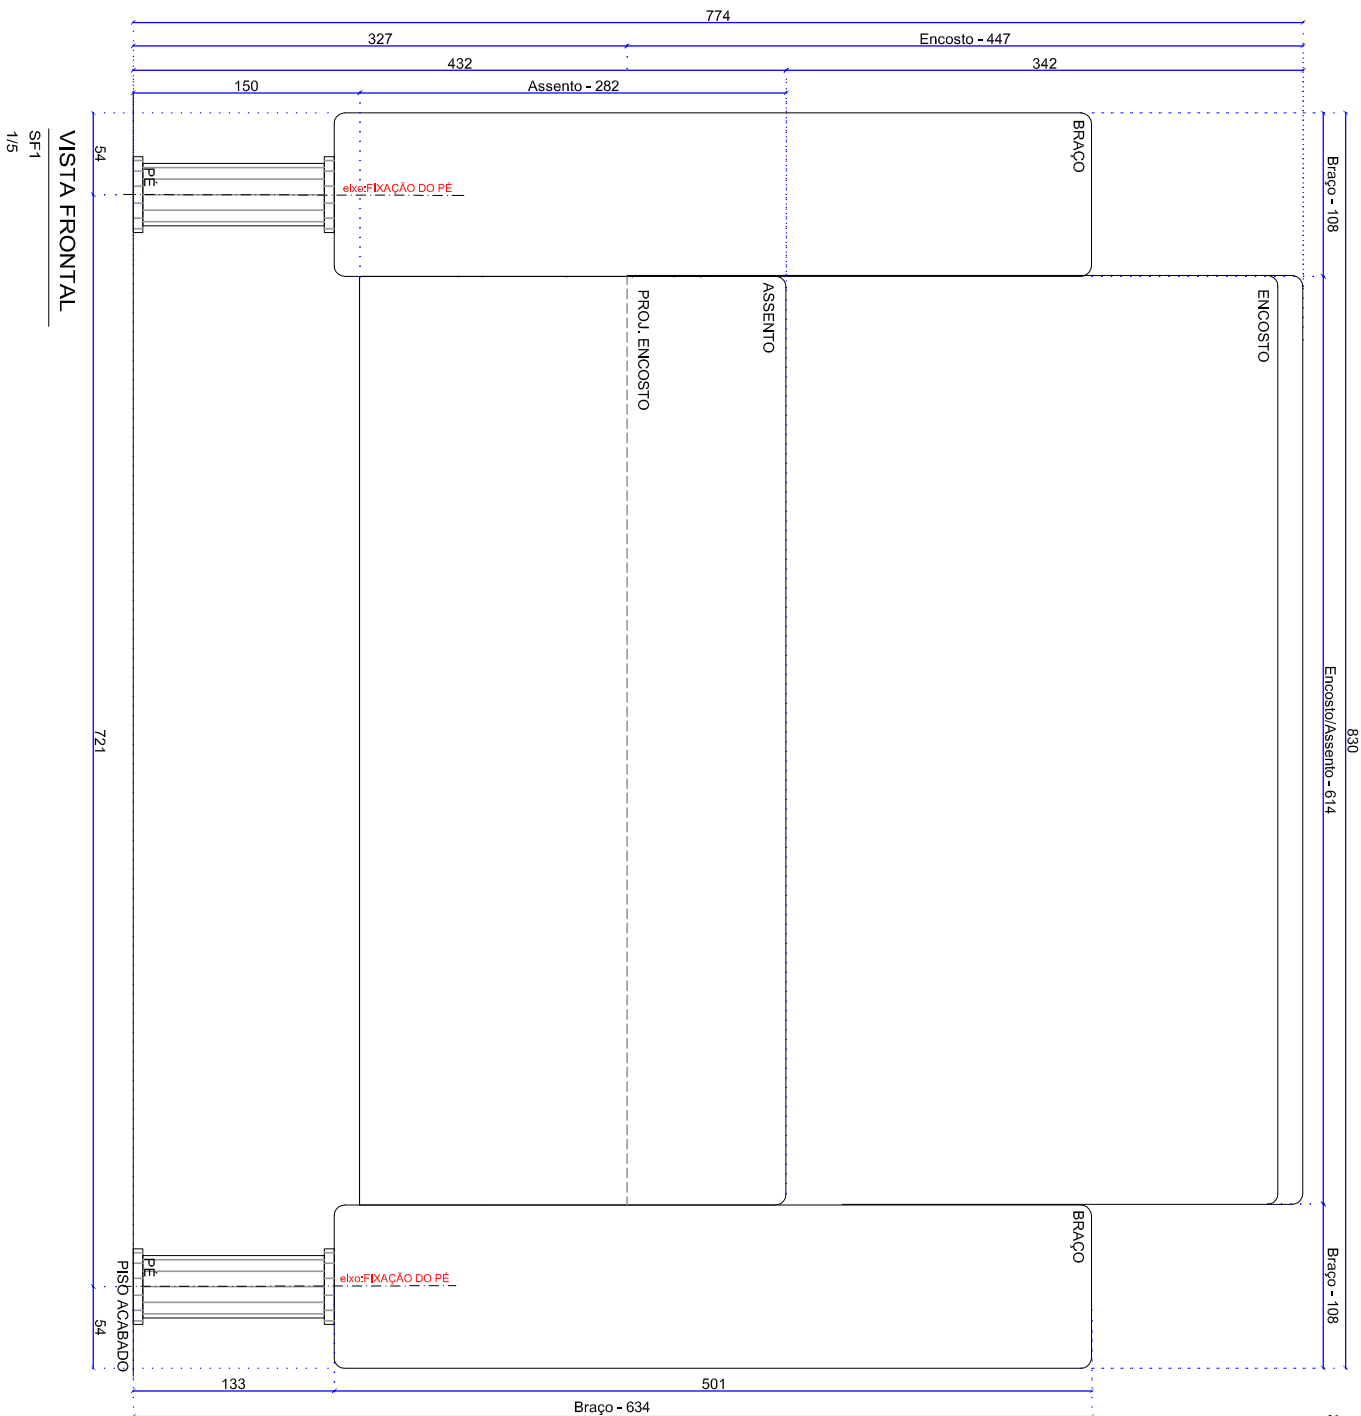 774
327
Encosto - 447
432
342
150
Assento - 282
BRAÇO
Braço - 108
54
PÉ
eixo:FIXAÇÃO DO PÉ
VISTA FRONTAL
SF1
1/5
ASSENTO
PROJ. ENCOSTO
ENCOSTO
830
Encosto/Assento - 614
721
BRAÇO
Braço - 108
PÉ
eixo:FIXAÇÃO DO PÉ
PISO ACABADO
54
133
501
Braço - 634